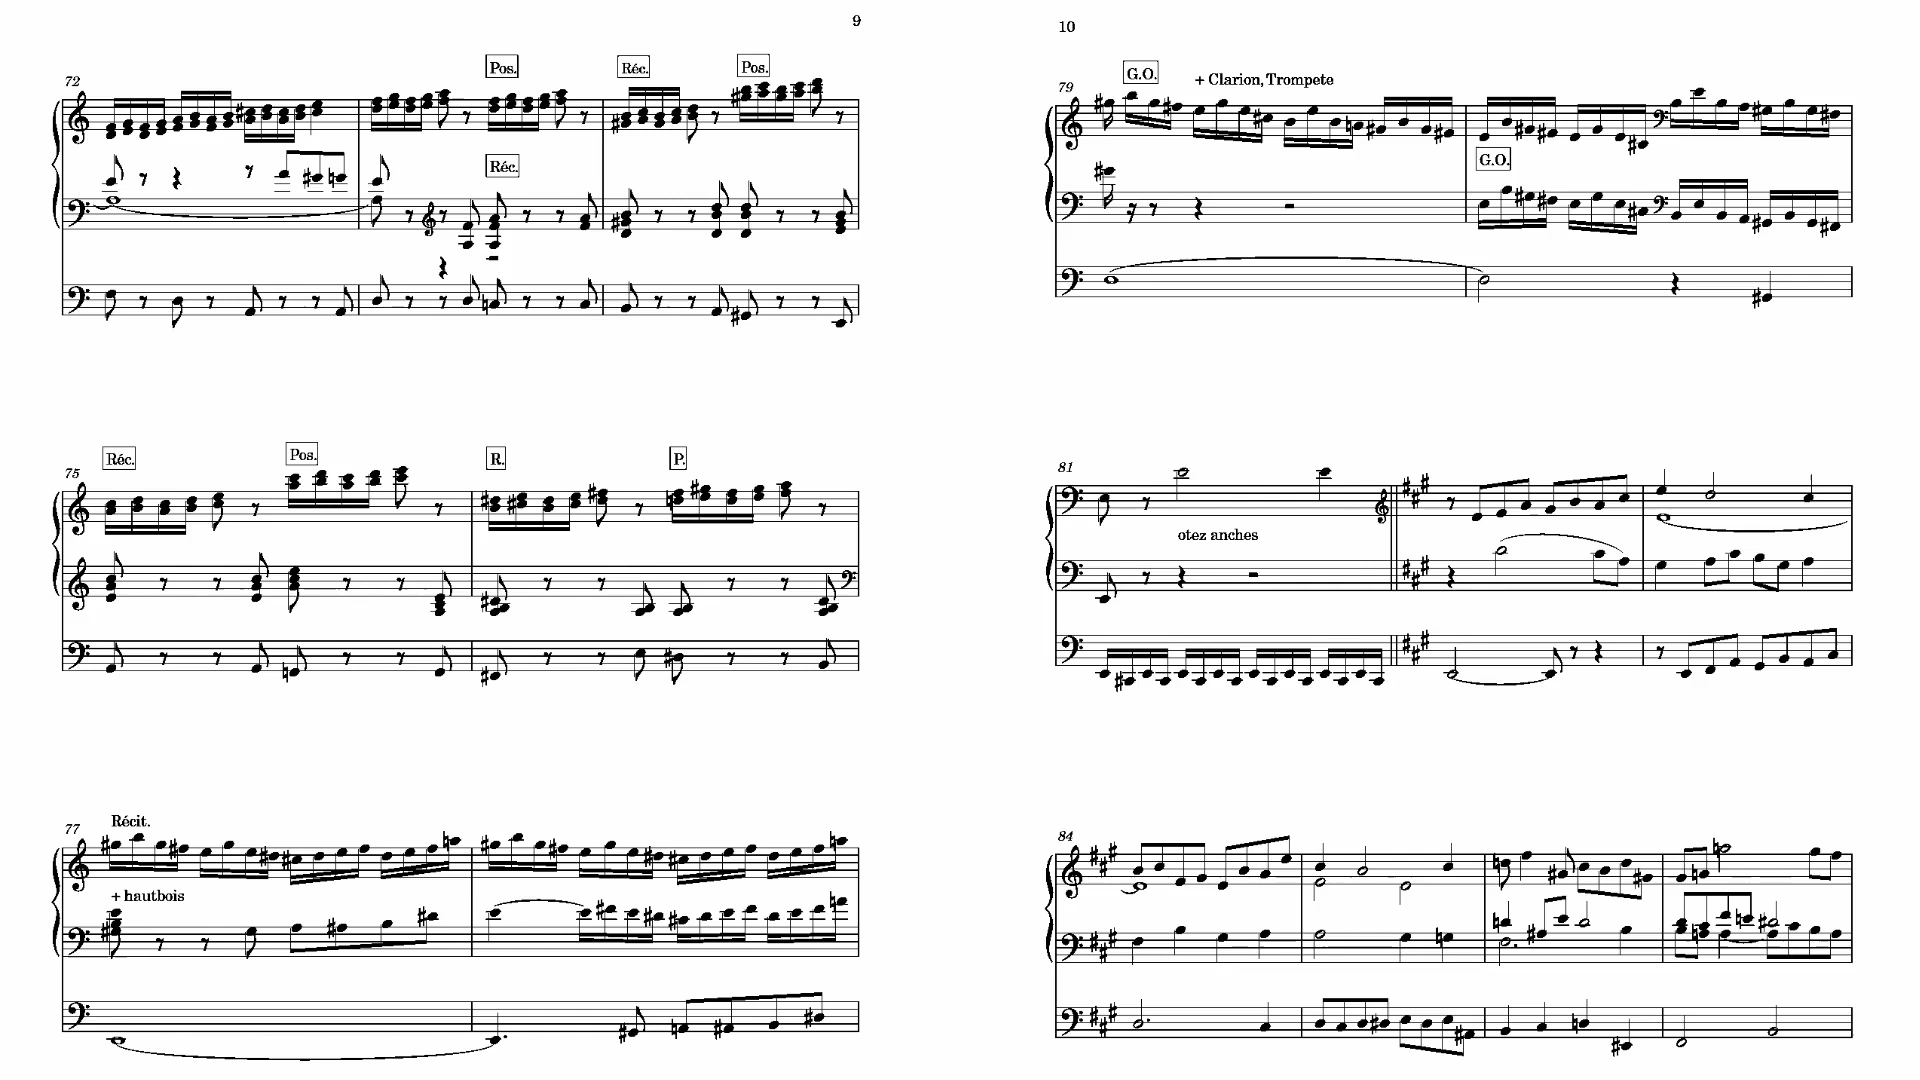 9
72
Pos.
Réc.
Pos.
Réc.
75
Réc.
Pos.
R.
P.
77
Récit.
+ hautbois
10
79
G.O.
+ Clarion, Trompete
G.O.
81
otez anches
84